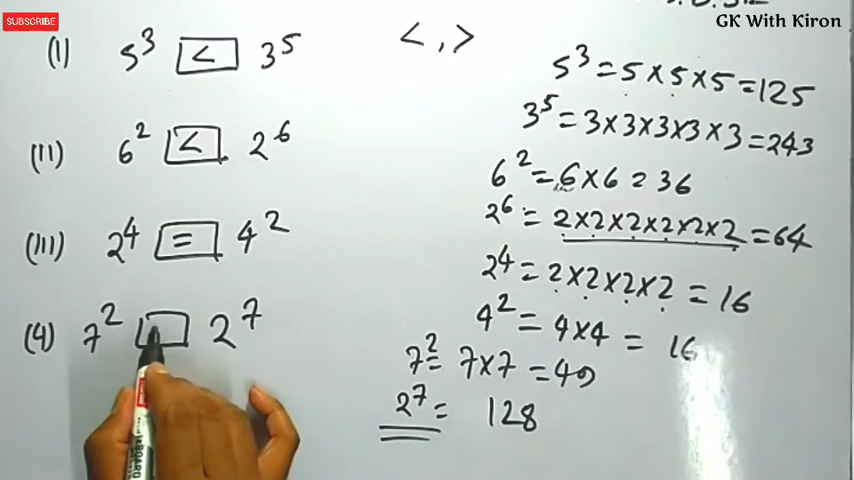 SUBSCRIBE
GK With Kiron
(I) 5³ < 3⁵
< , >
5³ = 5 × 5 × 5 = 125
3⁵ = 3 × 3 × 3 × 3 × 3 = 243
(II) 6² < 2⁶
6² = 6 × 6 = 36
2⁶ = 2 × 2 × 2 × 2 × 2 × 2 = 64
(III) 2⁴ = 4²
2⁴ = 2 × 2 × 2 × 2 = 16
4² = 4 × 4 = 16
(4) 7² □ 2⁷
7² = 7 × 7 = 49
2⁷ = 128